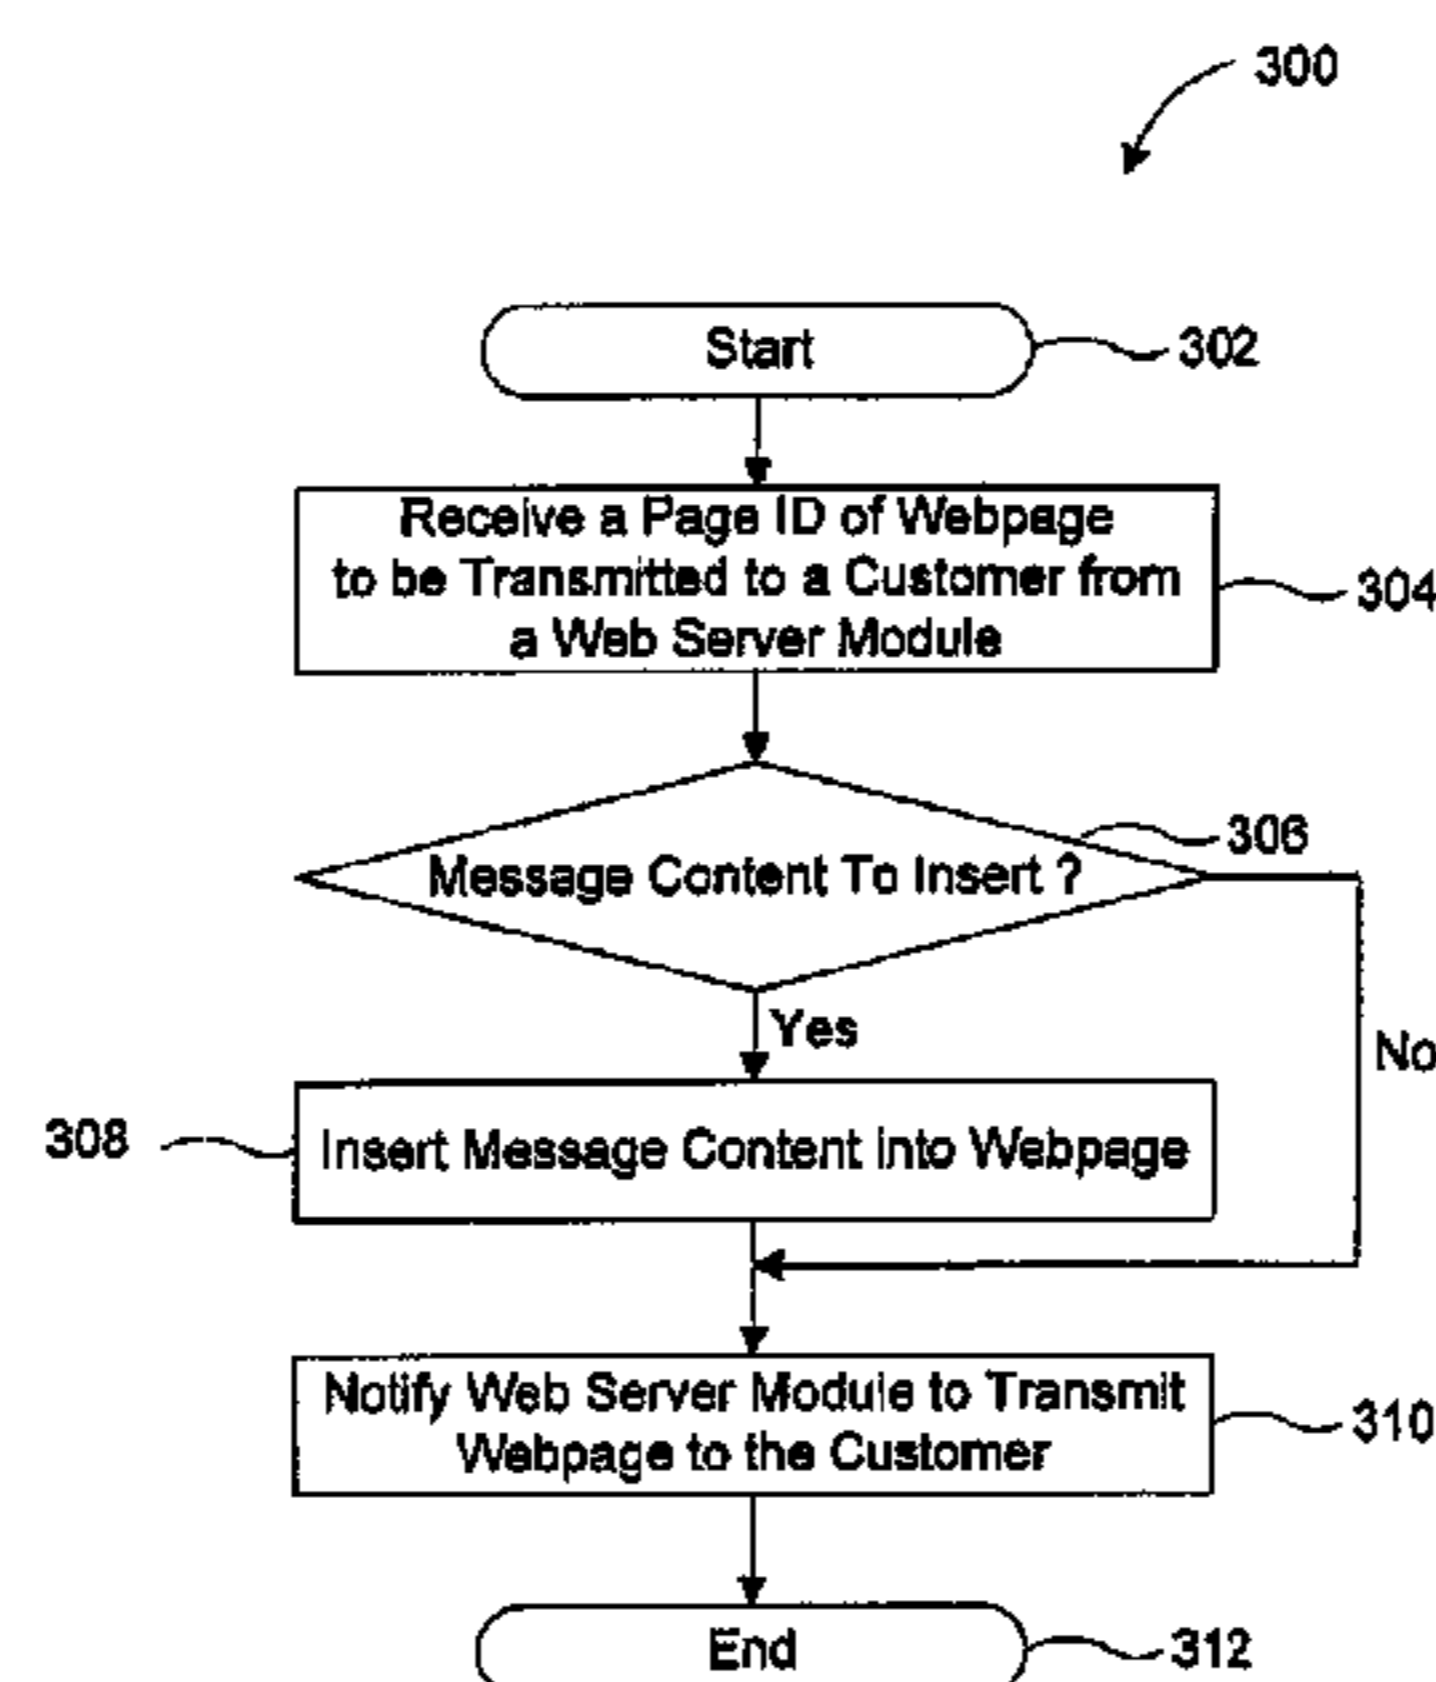 300
Start
302
Receive a Page ID of Webpage
to be Transmitted to a Customer from
a Web Server Module
304
Message Content To Insert ?
306
Yes
No
308
Insert Message Content into Webpage
Notify Web Server Module to Transmit
Webpage to the Customer
310
End
312